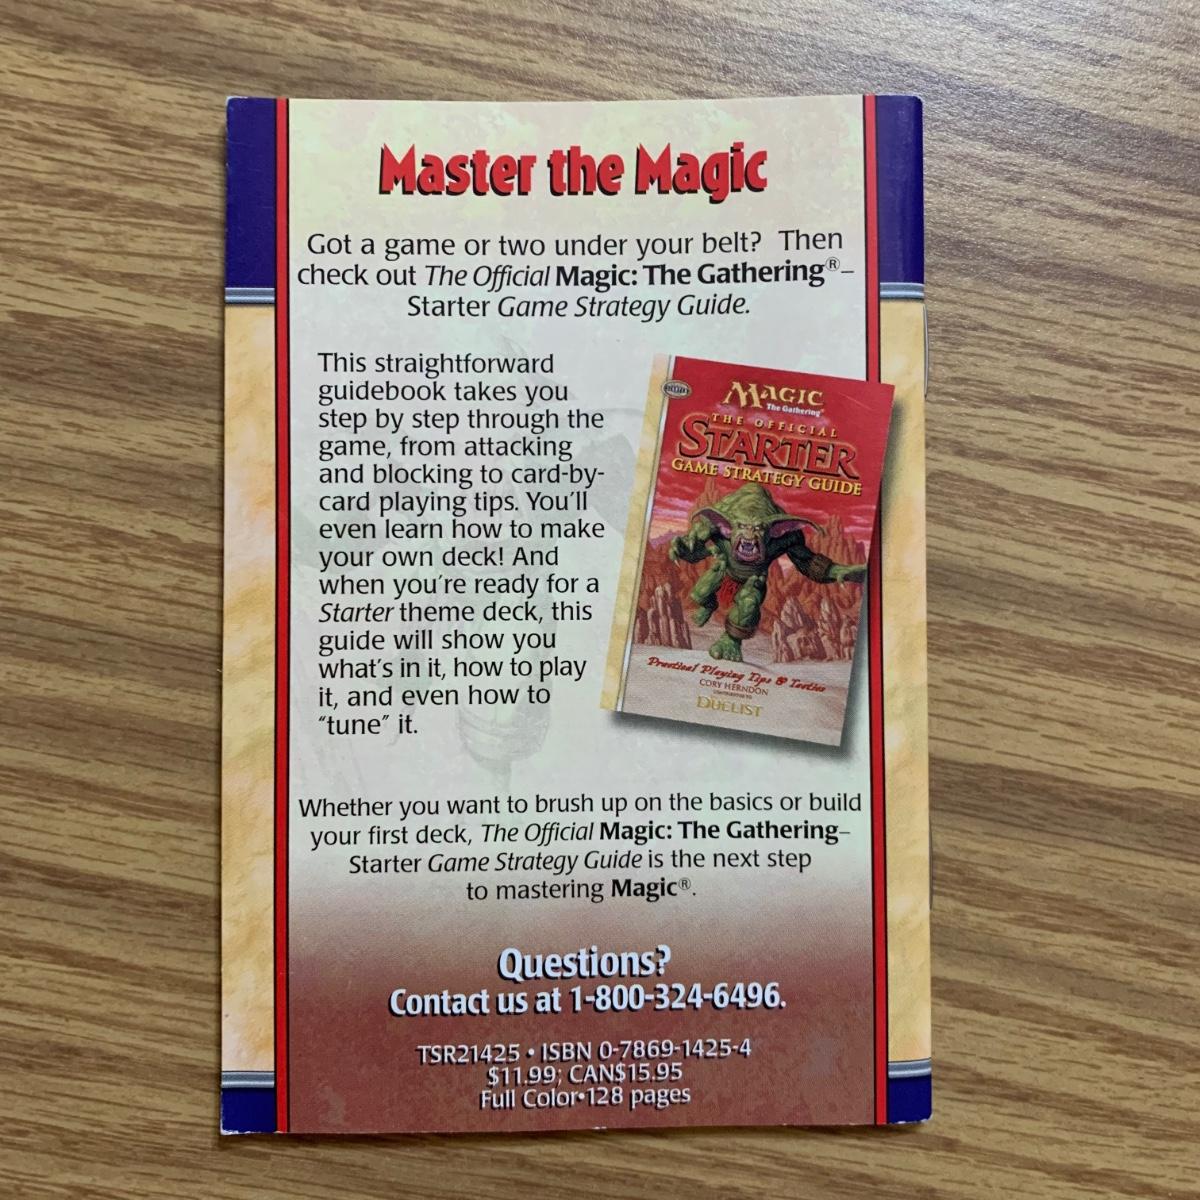 Master the Magic
Got a game or two under your belt? Then
check out The Official Magic: The Gathering®–
Starter Game Strategy Guide.
This straightforward
guidebook takes you
step by step through the
game, from attacking
and blocking to card-by-
card playing tips. You'll
even learn how to make
your own deck! And
when you're ready for a
Starter theme deck, this
guide will show you
what's in it, how to play
it, and even how to
“tune” it.
MAGIC
The Gathering®
THE OFFICIAL
STARTER
GAME STRATEGY GUIDE
Practical Playing Tips & Tactics
CORY HERNDON
DUELIST
Whether you want to brush up on the basics or build
your first deck, The Official Magic: The Gathering–
Starter Game Strategy Guide is the next step
to mastering Magic®.
Questions?
Contact us at 1-800-324-6496.
TSR21425 • ISBN 0-7869-1425-4
$11.99; CAN$15.95
Full Color•128 pages